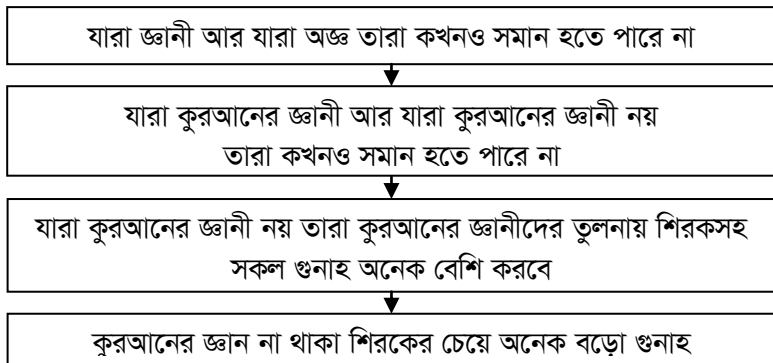 যারা জ্ঞানী আর যারা অজ্ঞ তারা কখনও সমান হতে পারে না
যারা কুরআনের জ্ঞানী আর যারা কুরআনের জ্ঞানী নয়
তারা কখনও সমান হতে পারে না
যারা কুরআনের জ্ঞানী নয় তারা কুরআনের জ্ঞানীদের তুলনায় শিরকসহ
সকল গুনাহ অনেক বেশি করবে
কুরআনের জ্ঞান না থাকা শিরকের চেয়ে অনেক বড়ো গুনাহ